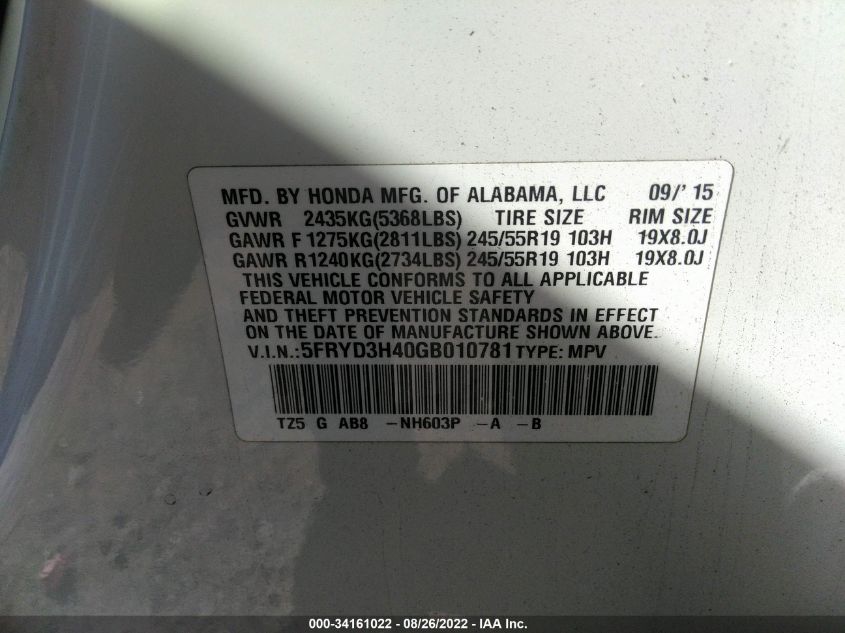 MFD. BY HONDA MFG. OF ALABAMA, LLC 09/' 15
GVWR 2435KG(5368LBS) TIRE SIZE RIM SIZE
GAWR F 1275KG(2811LBS) 245/55R19 103H 19X8.0J
GAWR R1240KG(2734LBS) 245/55R19 103H 19X8.0J
THIS VEHICLE CONFORMS TO ALL APPLICABLE
FEDERAL MOTOR VEHICLE SAFETY
AND THEFT PREVENTION STANDARDS IN EFFECT
ON THE DATE OF MANUFACTURE SHOWN ABOVE.
V.I.N.:5FRYD3H40GB010781 TYPE: MPV
TZ5 G AB8 -NH603P -A -B
000-34161022 - 08/26/2022 - IAA Inc.